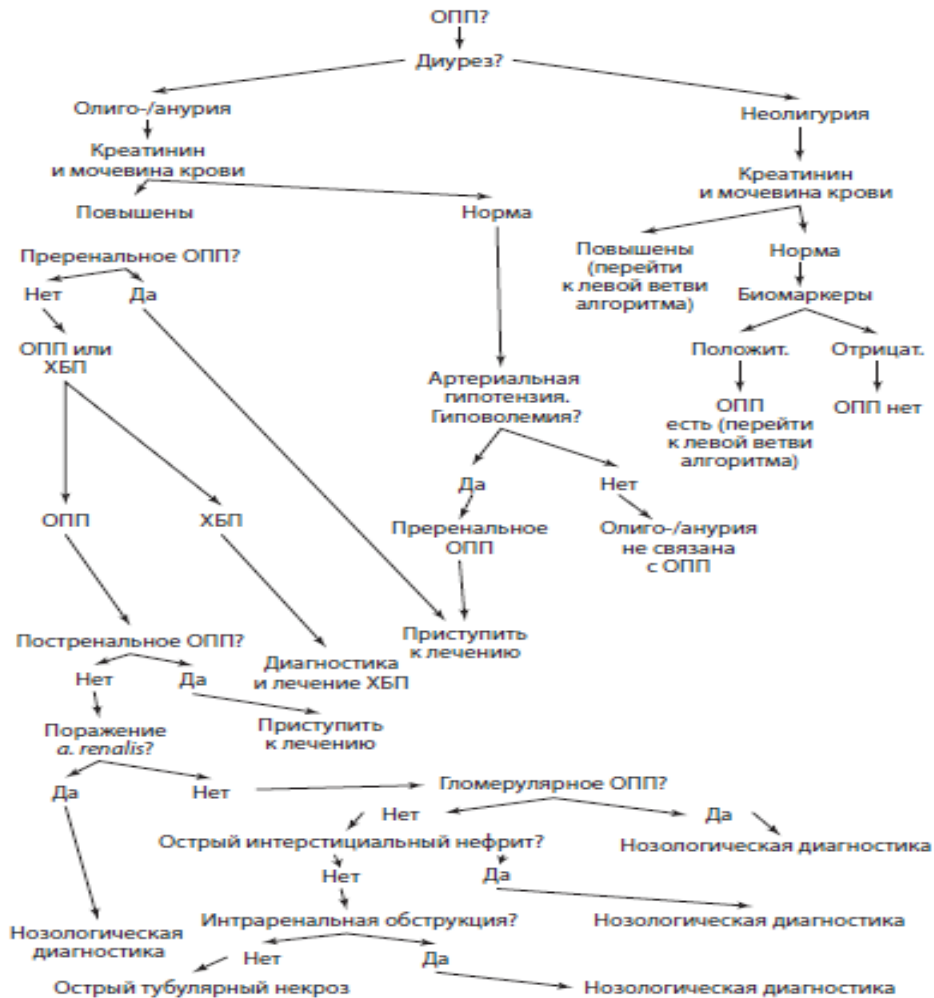 ОПП?
Диурез?
Олиго-/анурия
Неолигурия
Креатинин
и мочевина крови
Креатинин
и мочевина крови
Повышены
Норма
Повышены
(перейти
к левой ветви
алгоритма)
Норма
Преренальное ОПП?
Нет
Да
Биомаркеры
ОПП или
ХБП
Положит.
Отрицат.
Артериальная
гипотензия.
Гиповолемия?
ОПП
есть (перейти
к левой ветви
алгоритма)
ОПП нет
Да
Нет
ОПП
ХБП
Преренальное
ОПП
Олиго-/анурия
не связана
с ОПП
Постренальное ОПП?
Приступить
к лечению
Нет
Да
Диагностика
и лечение ХБП
Поражение
a. renalis?
Приступить
к лечению
Да
Нет
Гломерулярное ОПП?
Нет
Да
Острый интерстициальный нефрит?
Нозологическая диагностика
Нет
Да
Интраренальная обструкция?
Нозологическая диагностика
Нозологическая
диагностика
Нет
Да
Острый тубулярный некроз
Нозологическая диагностика